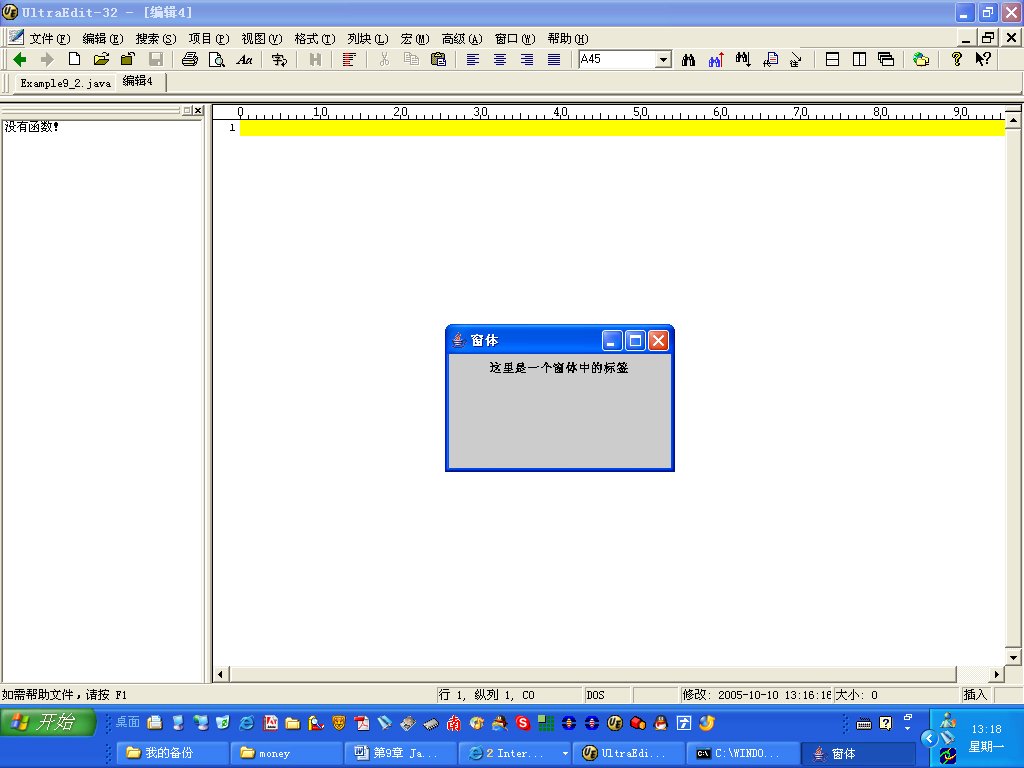 UltraEdit-32 - [编辑4]
文件(F) 编辑(E) 搜索(S) 项目(P) 视图(V) 格式(T) 列块(L) 宏(M) 高级(A) 窗口(W) 帮助(H)
A45
Example9_2.java 编辑4
没有函数!
0 10 20 30 40 50 60 70 80 90
1
窗体
这里是一个窗体中的标签
如需帮助文件，请按 F1 行 1, 纵列 1, C0 DOS 修改: 2005-10-10 13:16:16 大小: 0 插入
开始 桌面
13:18
星期一
我的备份 money 第9章 Ja... 2 Inter... UltraEdi... C:\WINDO... 窗体